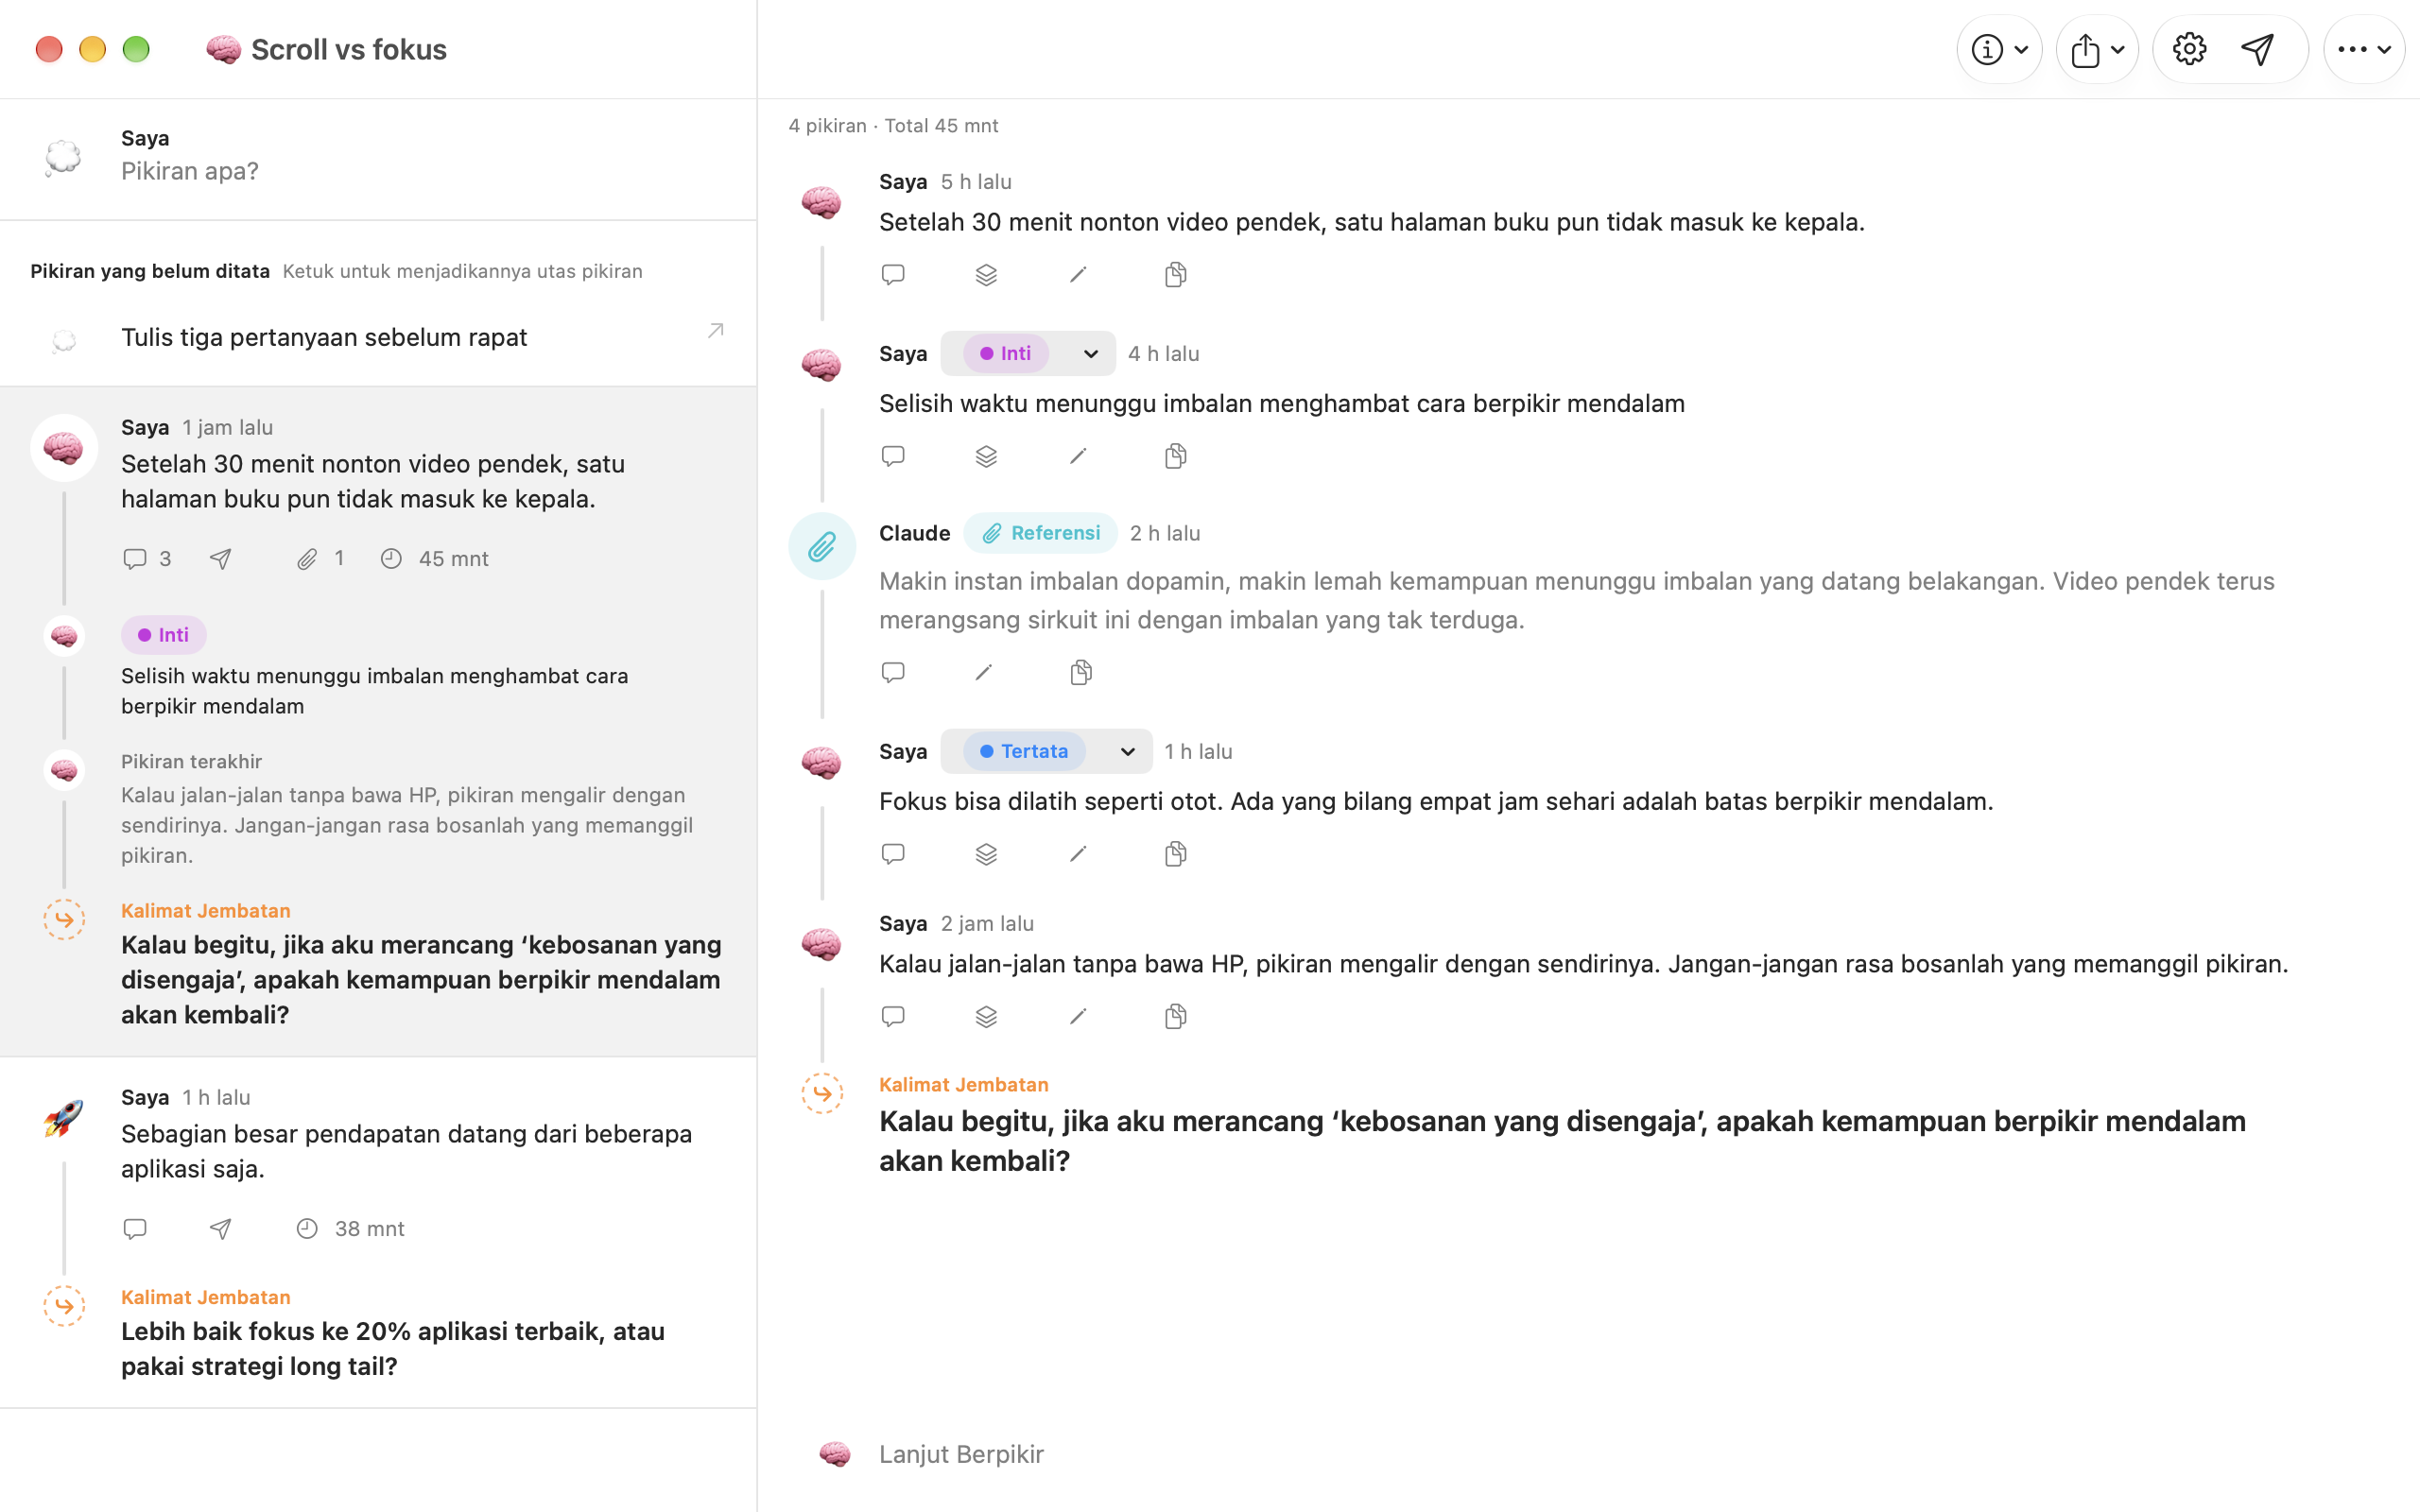 Scroll vs fokus
Saya
Pikiran apa?
Pikiran yang belum ditata Ketuk untuk menjadikannya utas pikiran
Tulis tiga pertanyaan sebelum rapat
Saya 1 jam lalu
Setelah 30 menit nonton video pendek, satu
halaman buku pun tidak masuk ke kepala.
3 1 45 mnt
Inti
Selisih waktu menunggu imbalan menghambat cara
berpikir mendalam
Pikiran terakhir
Kalau jalan-jalan tanpa bawa HP, pikiran mengalir dengan
sendirinya. Jangan-jangan rasa bosanlah yang memanggil
pikiran.
Kalimat Jembatan
Kalau begitu, jika aku merancang ‘kebosanan yang
disengaja’, apakah kemampuan berpikir mendalam
akan kembali?
Saya 1 h lalu
Sebagian besar pendapatan datang dari beberapa
aplikasi saja.
38 mnt
Kalimat Jembatan
Lebih baik fokus ke 20% aplikasi terbaik, atau
pakai strategi long tail?
4 pikiran · Total 45 mnt
Saya 5 h lalu
Setelah 30 menit nonton video pendek, satu halaman buku pun tidak masuk ke kepala.
Saya Inti 4 h lalu
Selisih waktu menunggu imbalan menghambat cara berpikir mendalam
Claude Referensi 2 h lalu
Makin instan imbalan dopamin, makin lemah kemampuan menunggu imbalan yang datang belakangan. Video pendek terus
merangsang sirkuit ini dengan imbalan yang tak terduga.
Saya Tertata 1 h lalu
Fokus bisa dilatih seperti otot. Ada yang bilang empat jam sehari adalah batas berpikir mendalam.
Saya 2 jam lalu
Kalau jalan-jalan tanpa bawa HP, pikiran mengalir dengan sendirinya. Jangan-jangan rasa bosanlah yang memanggil pikiran.
Kalimat Jembatan
Kalau begitu, jika aku merancang ‘kebosanan yang disengaja’, apakah kemampuan berpikir mendalam
akan kembali?
Lanjut Berpikir